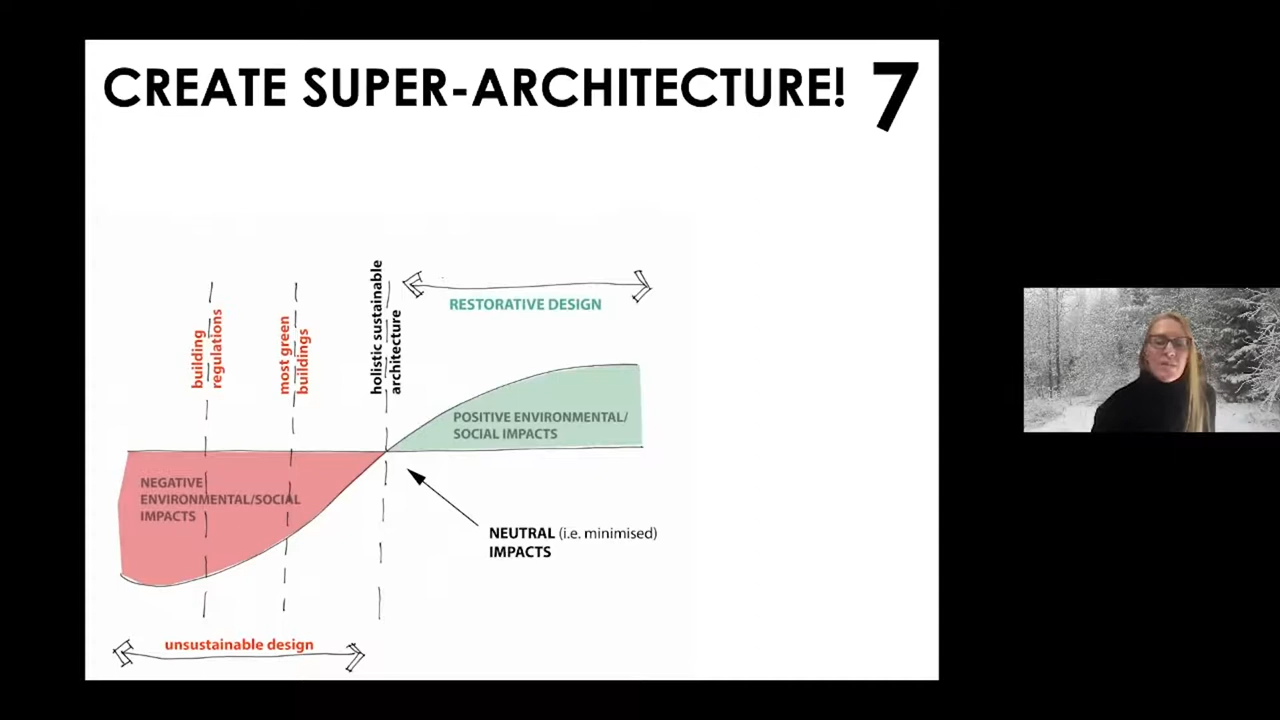 CREATE SUPER-ARCHITECTURE! 7
building
regulations
most green
buildings
holistic sustainable
architecture
RESTORATIVE DESIGN
POSITIVE ENVIRONMENTAL/
SOCIAL IMPACTS
NEGATIVE
ENVIRONMENTAL/SOCIAL
IMPACTS
NEUTRAL (i.e. minimised)
IMPACTS
unsustainable design